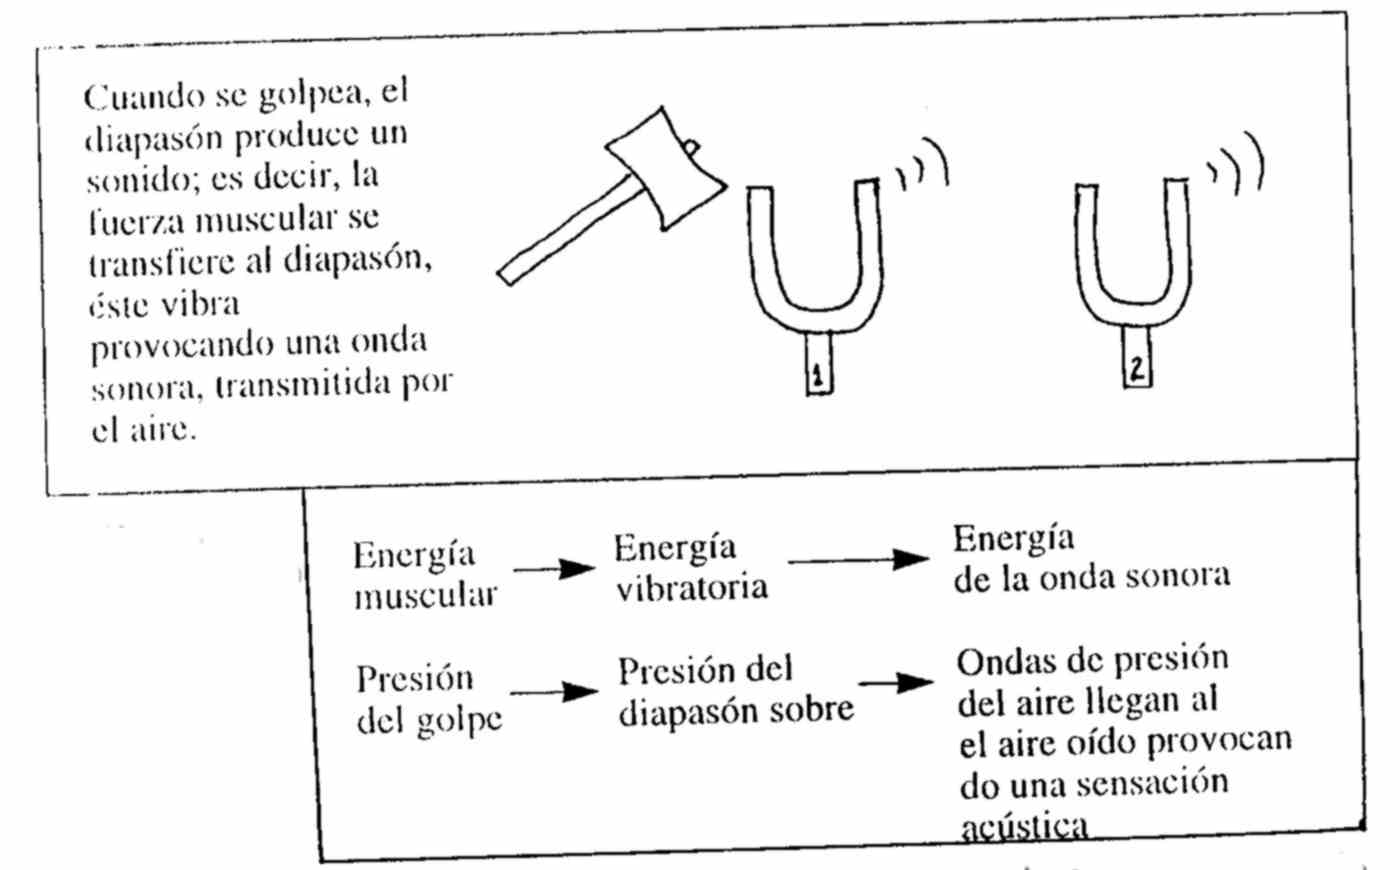 Cuando se golpea, el
diapasón produce un
sonido; es decir, la
fuerza muscular se
transfiere al diapasón,
éste vibra
provocando una onda
sonora, transmitida por
el aire.
1
2
Energía
muscular
Energía
vibratoria
Energía
de la onda sonora
Presión
del golpe
Presión del
diapasón sobre
Ondas de presión
del aire llegan al
el aire oído provocan
do una sensación
acústica